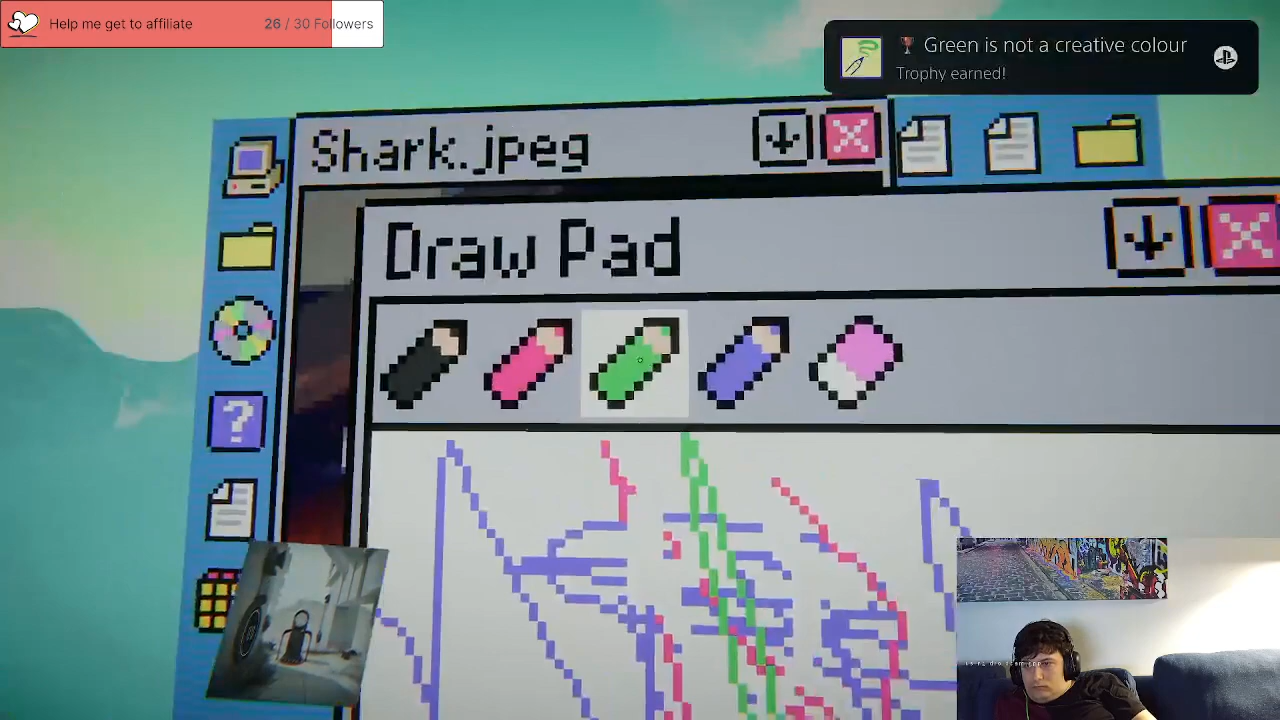 Help me get to affiliate 26 / 30 Followers
Green is not a creative colour
Trophy earned!
Shark.jpeg
Draw Pad
?